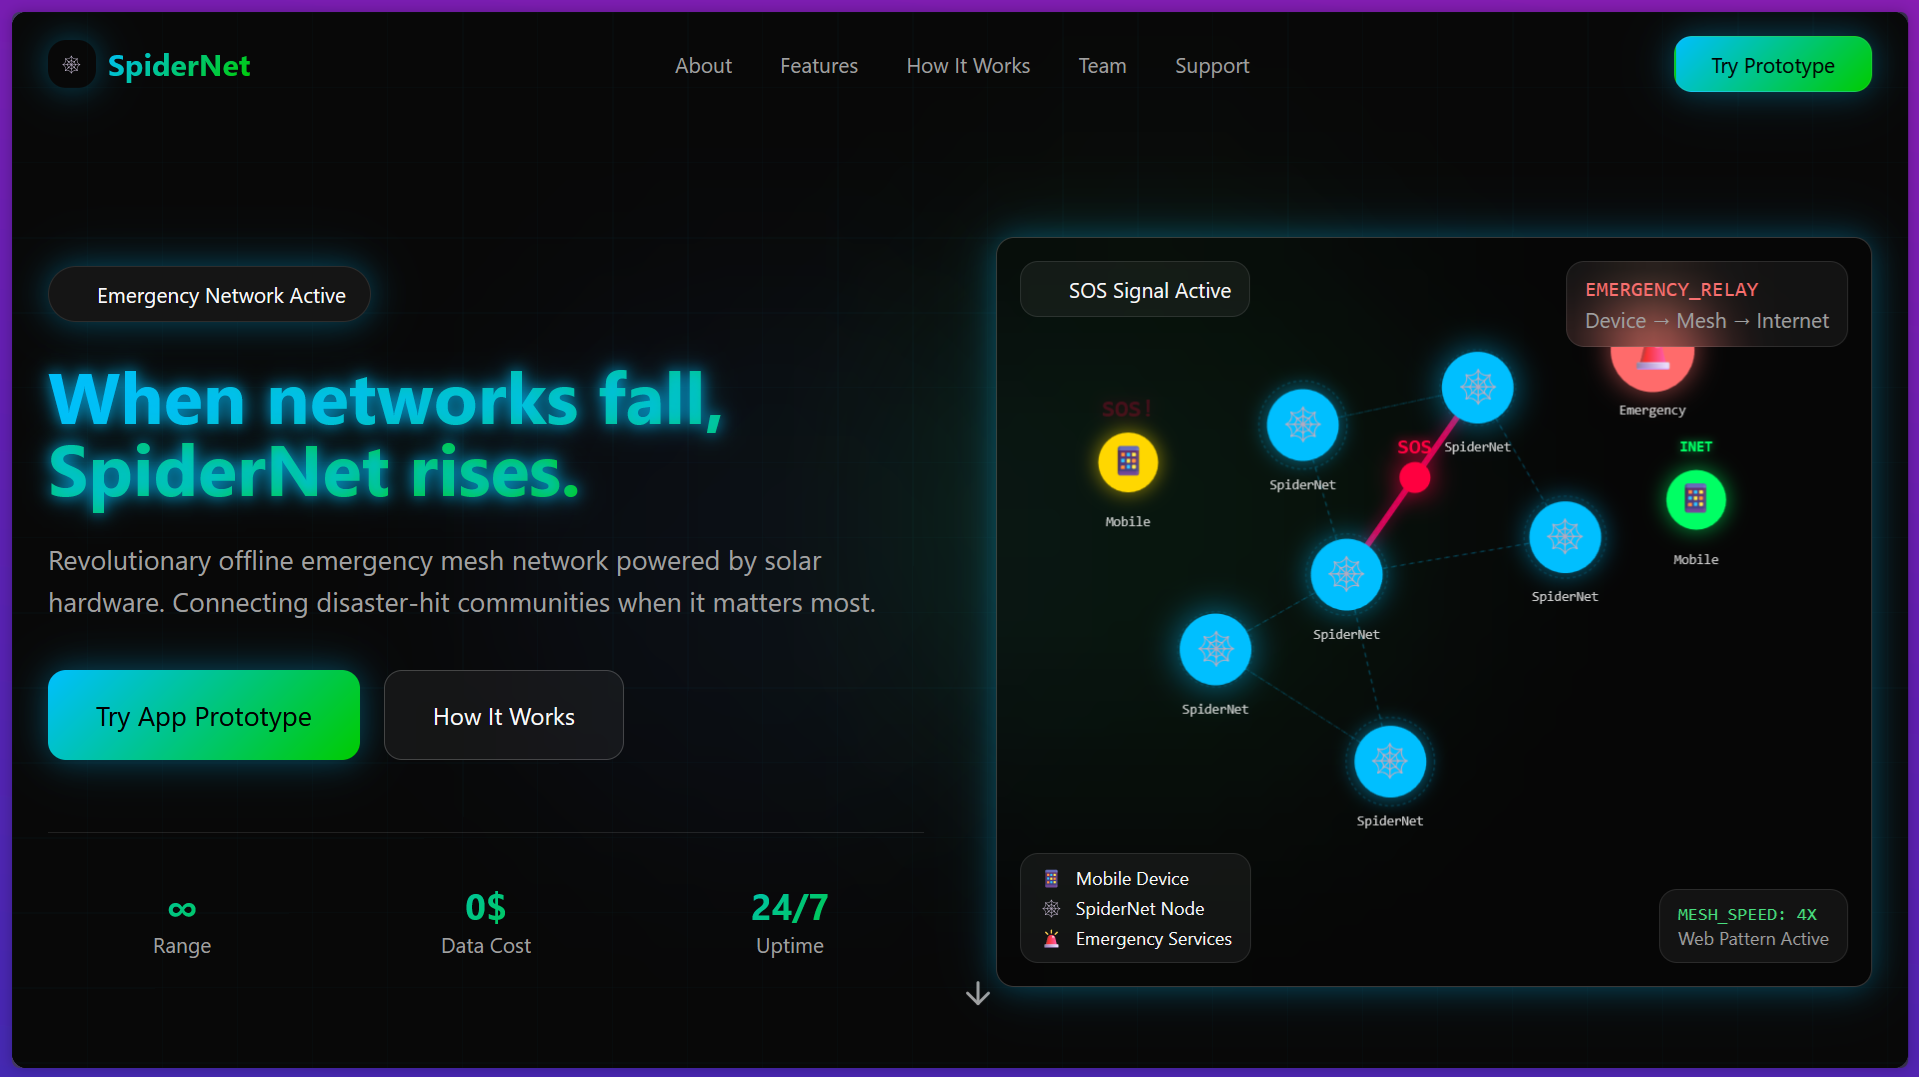 SpiderNet
About
Features
How It Works
Team
Support
Try Prototype
Emergency Network Active
When networks fall,
SpiderNet rises.
Revolutionary offline emergency mesh network powered by solar
hardware. Connecting disaster-hit communities when it matters most.
Try App Prototype
How It Works
∞
Range
0$
Data Cost
24/7
Uptime
SOS Signal Active
EMERGENCY_RELAY
Device → Mesh → Internet
Emergency
SOS!
Mobile
SpiderNet
SOS
SpiderNet
INET
Mobile
SpiderNet
SpiderNet
SpiderNet
SpiderNet
Mobile Device
SpiderNet Node
Emergency Services
MESH_SPEED: 4X
Web Pattern Active